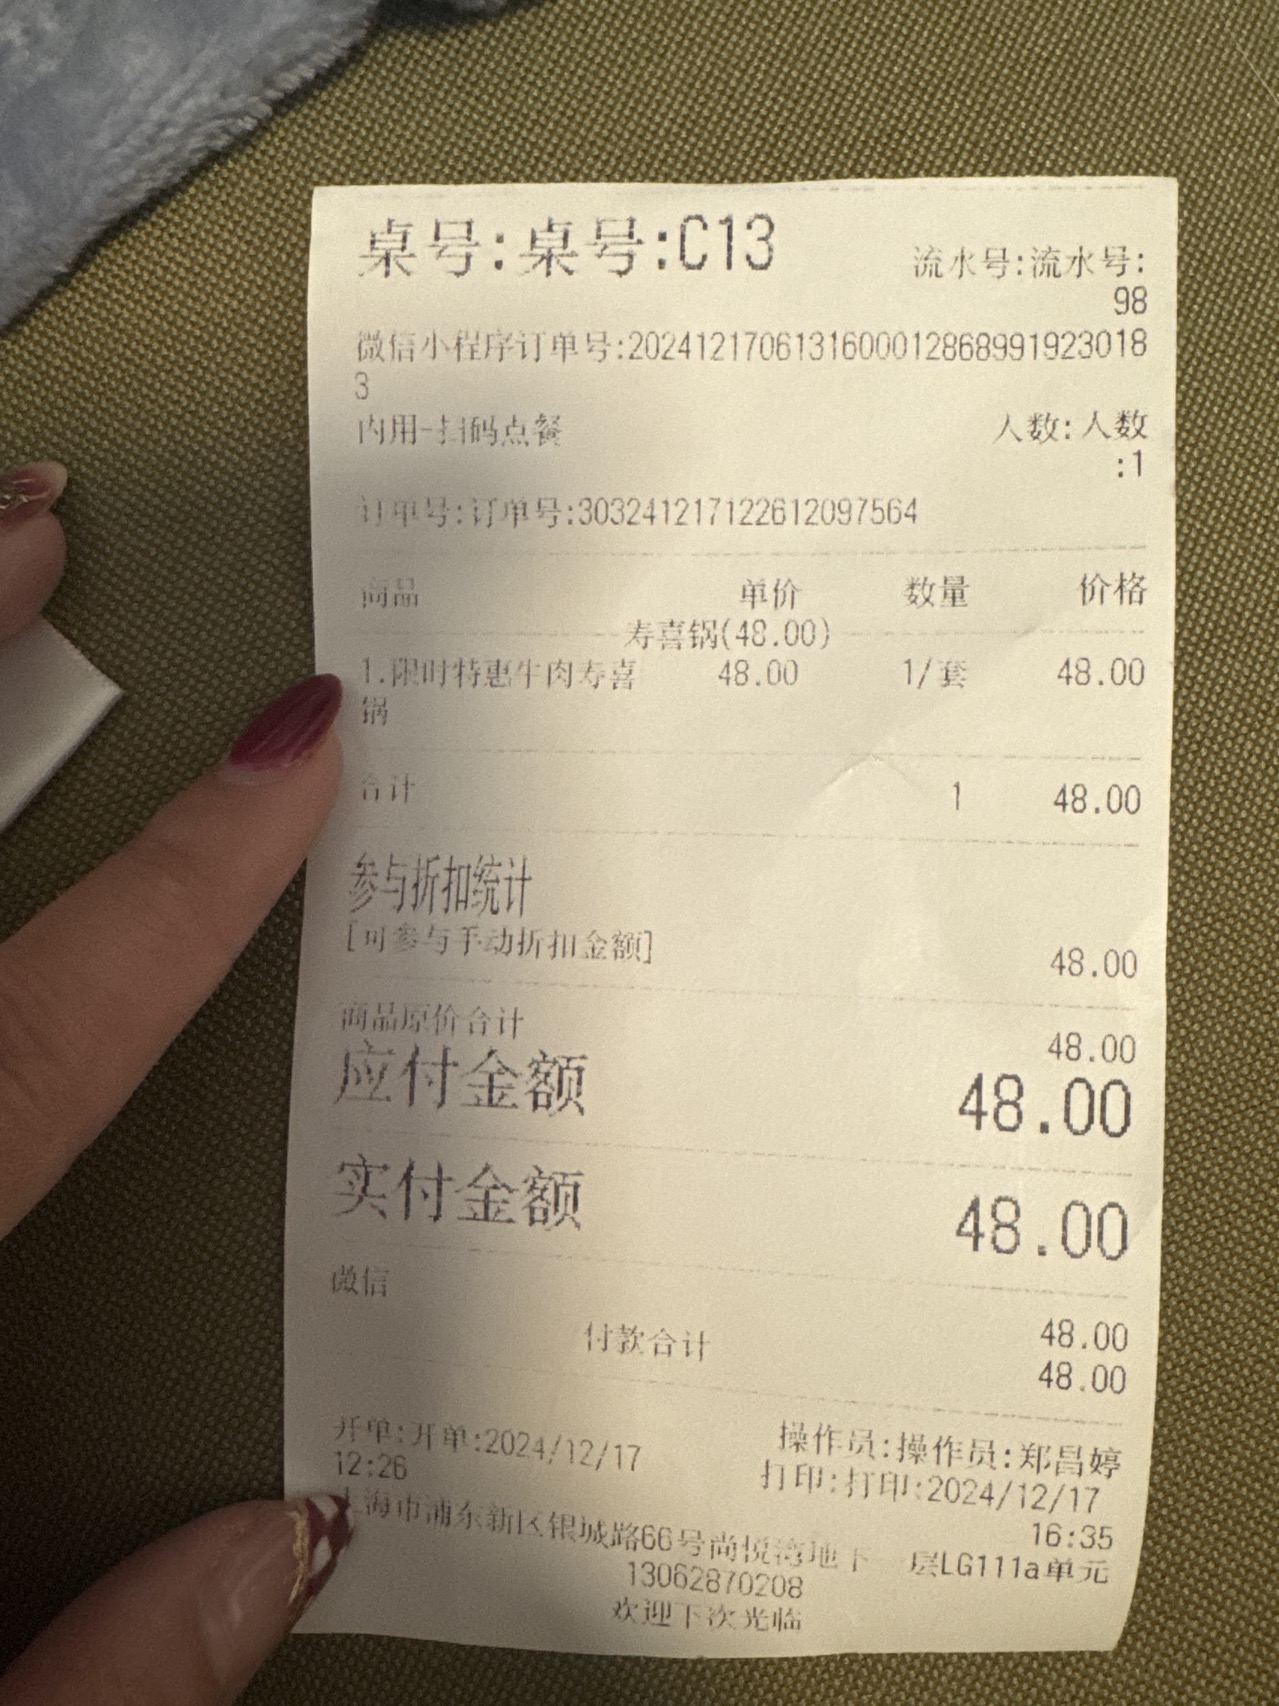 桌号:桌号:C13
流水号:流水号:
98
微信小程序订单号:2024121706131600012868991923018
3
内用-扫码点餐
人数:人数
:1
订单号:订单号:303241217122612097564
商品 单价 数量 价格
寿喜锅(48.00)
1.限时特惠牛肉寿喜 48.00 1/套 48.00
锅
合计 1 48.00
参与折扣统计
[可参与手动折扣金额] 48.00
商品原价合计 48.00
应付金额 48.00
实付金额 48.00
微信 48.00
付款合计 48.00
开单:开单:2024/12/17 操作员:操作员:郑昌婷
12:26 打印:打印:2024/12/17
16:35
上海市浦东新区银城路66号尚悦湾地下一层LG111a单元
13062870208
欢迎下次光临